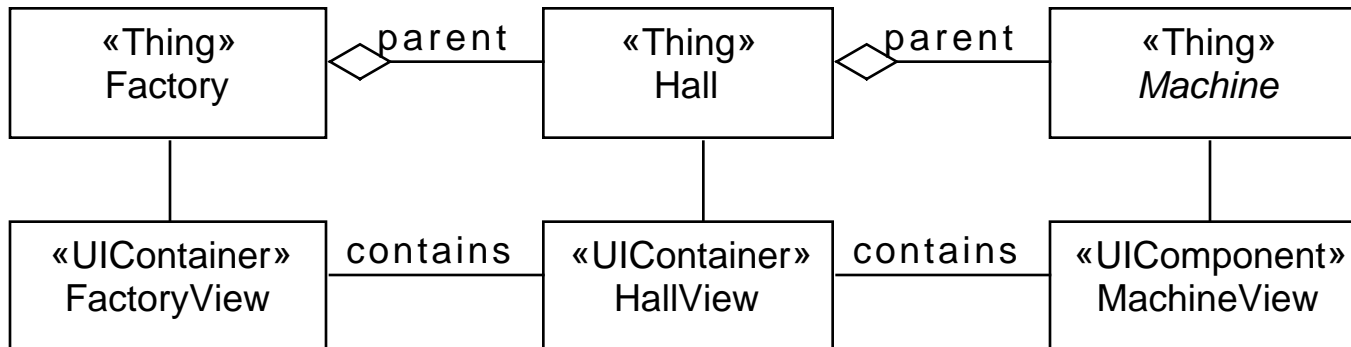 «Thing»
Factory
parent
«Thing»
Hall
parent
«Thing»
Machine
«UIContainer»
FactoryView
contains
«UIContainer»
HallView
contains
«UIComponent»
MachineView